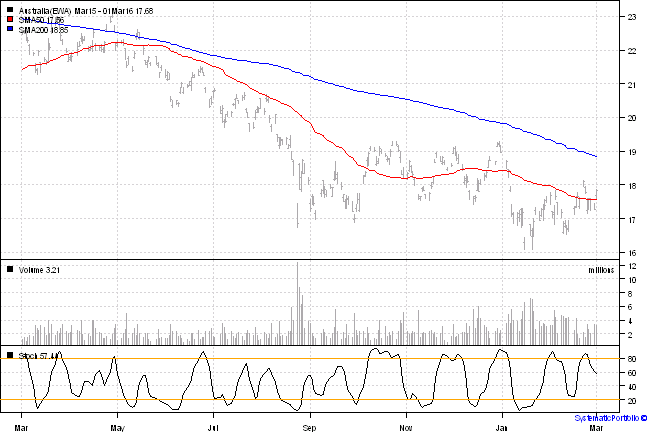 Australia(EWA) Mar15 - 01Mar16 17.68
SMA50 17.56
SMA200 18.85
23
22
21
20
19
18
17
16
Volume 3.21
millions
12
10
8
6
4
2
Stoch 57.44
80
60
40
20
Mar
May
Jul
Sep
Nov
Jan
Mar
SystematicPortfolio ©